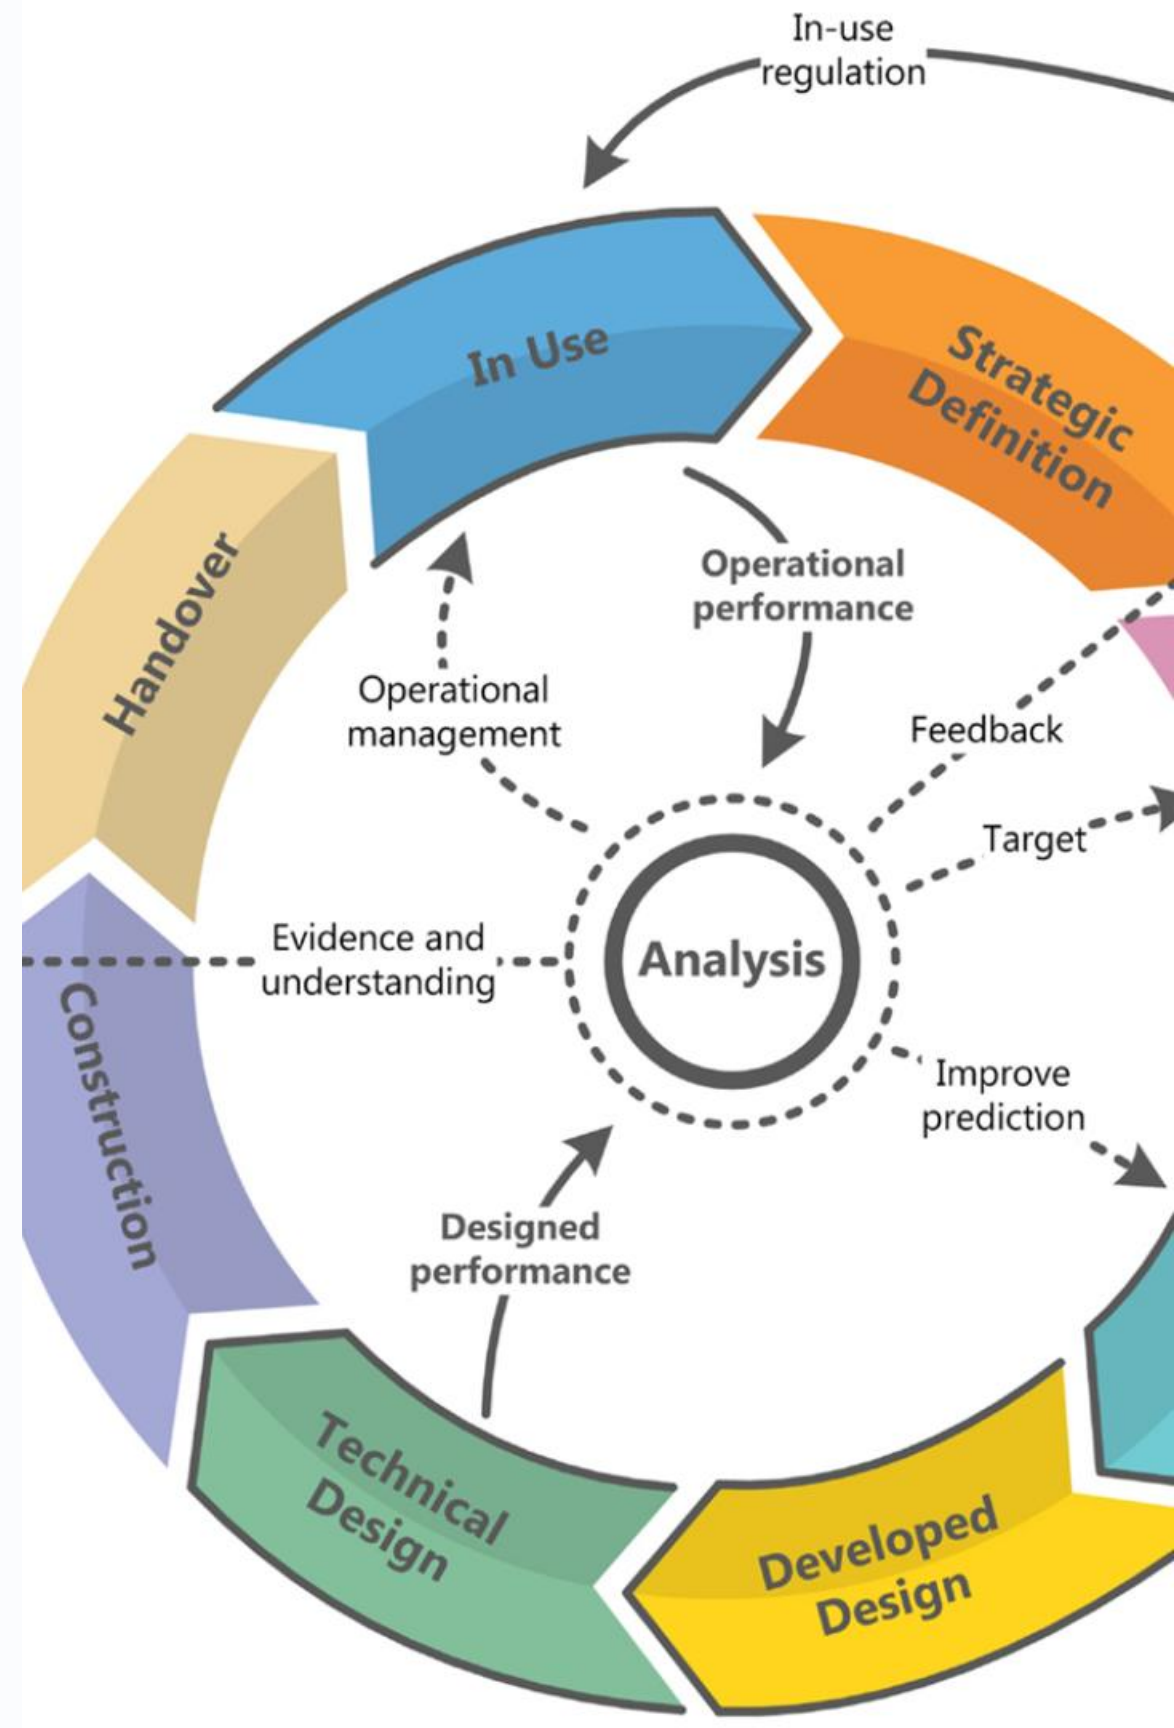 In-use
regulation
In Use
Strategic
Definition
Handover
Operational
performance
Operational
management
Feedback
Target
Evidence and
understanding
Analysis
Construction
Improve
prediction
Designed
performance
Technical
Design
Developed
Design